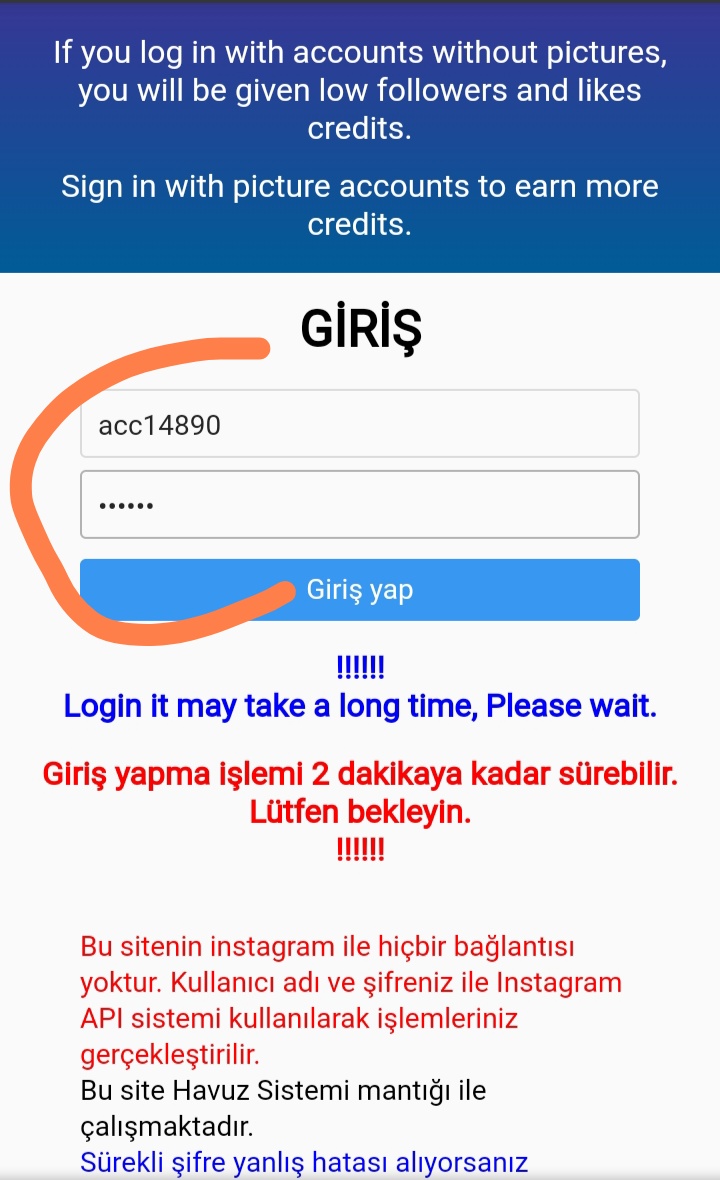 If you log in with accounts without pictures,
you will be given low followers and likes
credits.
Sign in with picture accounts to earn more
credits.
GİRİŞ
acc14890
••••••
Giriş yap
!!!!!!
Login it may take a long time, Please wait.
Giriş yapma işlemi 2 dakikaya kadar sürebilir.
Lütfen bekleyin.
!!!!!!
Bu sitenin instagram ile hiçbir bağlantısı
yoktur. Kullanıcı adı ve şifreniz ile Instagram
API sistemi kullanılarak işlemleriniz
gerçekleştirilir.
Bu site Havuz Sistemi mantığı ile
çalışmaktadır.
Sürekli şifre yanlış hatası alıyorsanız